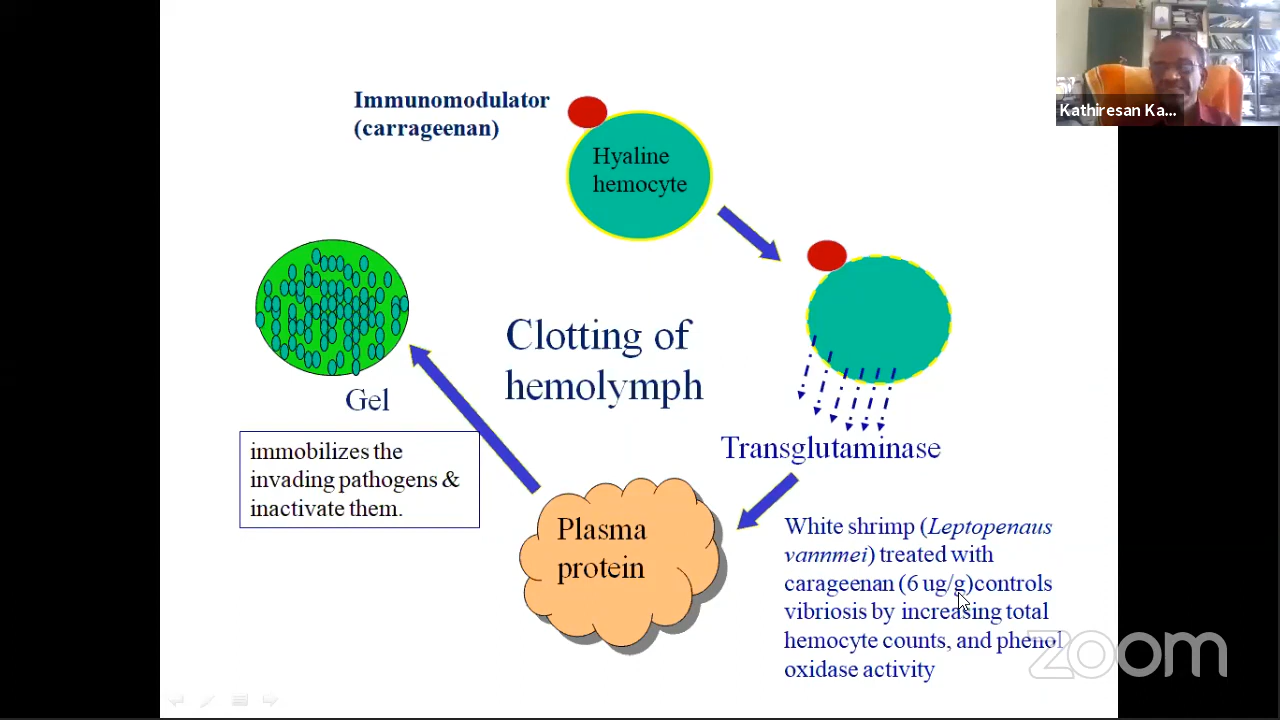 Kathiresan Ka...
Immunomodulator
(carrageenan)
Hyaline
hemocyte
Clotting of
hemolymph
Gel
immobilizes the
invading pathogens &
inactivate them.
Transglutaminase
Plasma
protein
White shrimp (Leptopenaus
vannmei) treated with
carageenan (6 ug/g)controls
vibriosis by increasing total
hemocyte counts, and phenol
oxidase activity
zoom